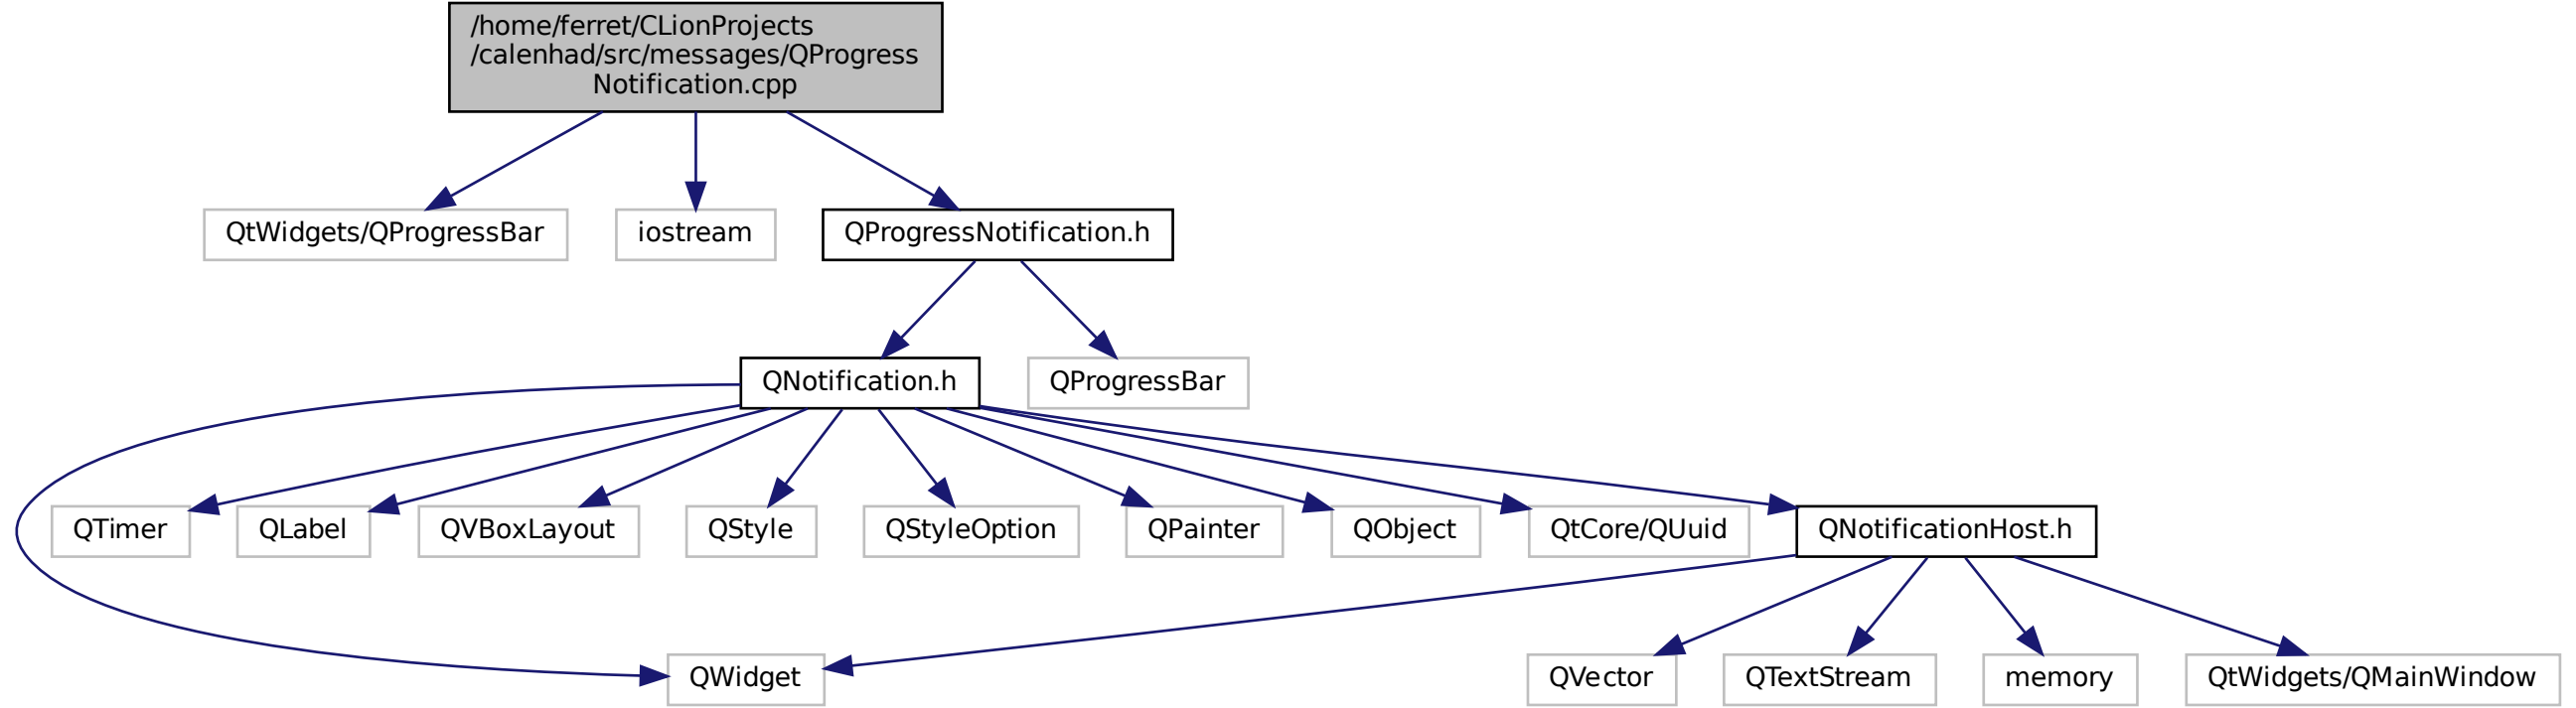 /home/ferret/CLionProjects
/calenhad/src/messages/QProgress
Notification.cpp
QtWidgets/QProgressBar
iostream
QProgressNotification.h
QNotification.h
QProgressBar
QTimer
QLabel
QVBoxLayout
QStyle
QStyleOption
QPainter
QObject
QtCore/QUuid
QNotificationHost.h
QWidget
QVector
QTextStream
memory
QtWidgets/QMainWindow